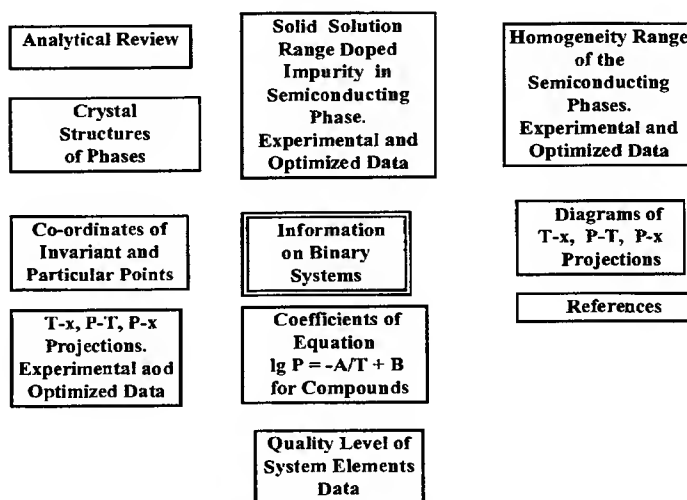 Analytical Review
Crystal
Structures
of Phases
Co-ordinates of
Invariant and
Particular Points
T-x, P-T, P-x
Projections.
Experimental aod
Optimized Data
Solid Solution
Range Doped
Impurity in
Semiconducting
Phase.
Experimental and
Optimized Data
Information
on Binary
Systems
Coefficients of
Equation
lg P = -A/T + B
for Compounds
Quality Level of
System Elements
Data
Homogeneity Range
of the
Semiconducting
Phases.
Experimental and
Optimized Data
Diagrams of
T-x, P-T, P-x
Projections
References